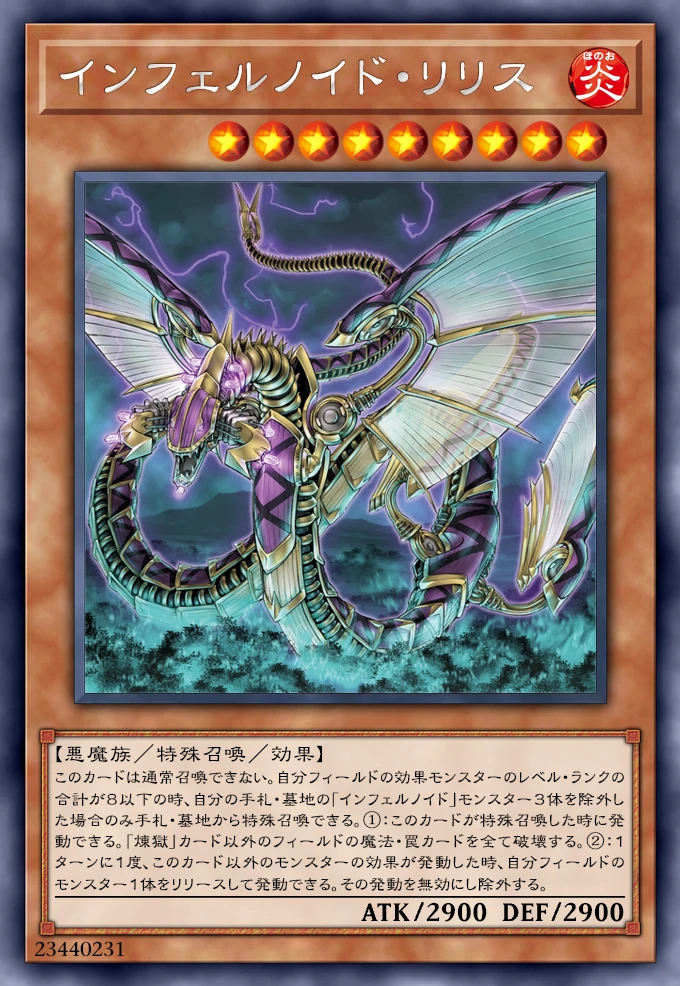 インフェルノイド・リリス
ほのお
炎
【悪魔族／特殊召喚／効果】
このカードは通常召喚できない。自分フィールドの効果モンスターのレベル・ランクの
合計が８以下の時、自分の手札・墓地の「インフェルノイド」モンスター３体を除外し
た場合のみ手札・墓地から特殊召喚できる。①：このカードが特殊召喚した時に発
動できる。「煉獄」カード以外のフィールドの魔法・罠カードを全て破壊する。②：１
ターンに１度、このカード以外のモンスターの効果が発動した時、自分フィールドの
モンスター１体をリリースして発動できる。その発動を無効にし除外する。
ATK/2900 DEF/2900
23440231